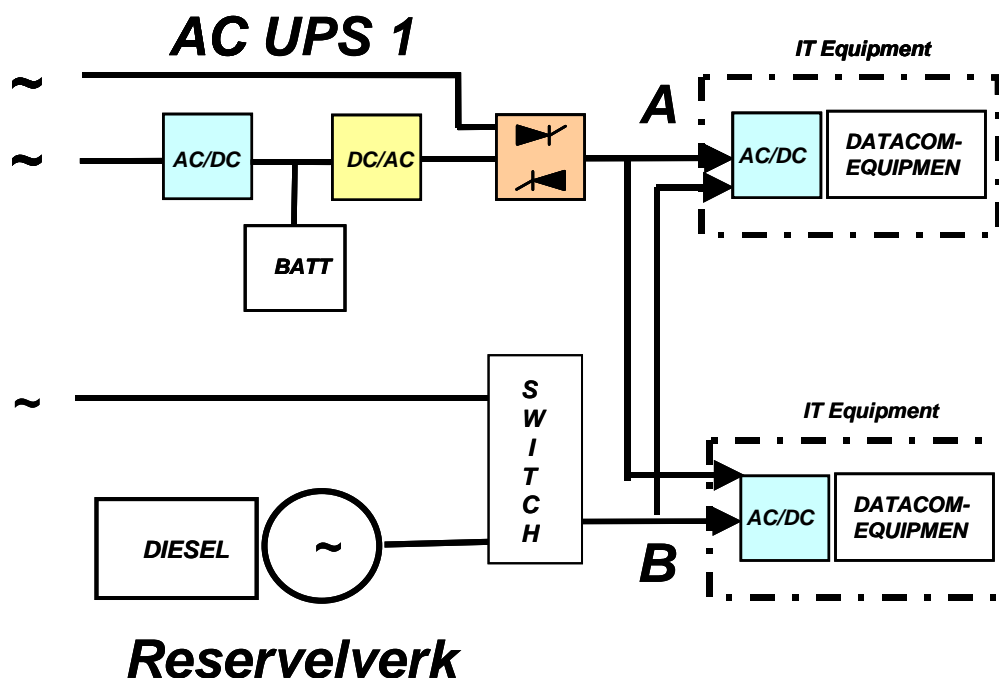 AC UPS 1
IT Equipment
~
A
~
AC/DC
DC/AC
AC/DC
DATACOM-
EQUIPMEN
BATT
~
S
W
I
T
C
H
IT Equipment
DIESEL
~
AC/DC
DATACOM-
EQUIPMEN
B
Reservelverk